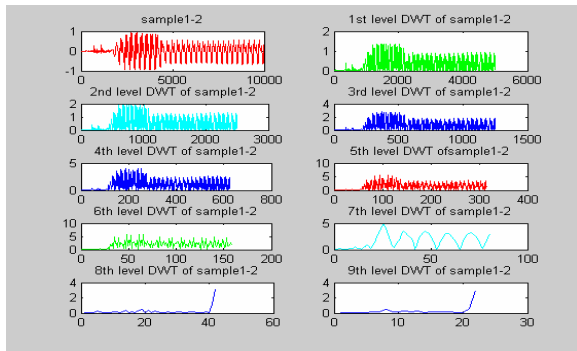 sample1-2
1
0
-1
0 5000 10000
1st level DWT of sample1-2
2
1
0
0 2000 4000 6000
2nd level DWT of sample1-2
2
1
0
0 1000 2000 3000
3rd level DWT of sample1-2
4
2
0
0 500 1000 1500
4th level DWT of sample1-2
5
0
0 200 400 600 800
5th level DWT ofsample1-2
10
5
0
0 100 200 300 400
6th level DWT of sample1-2
10
5
0
0 50 100 150 200
7th level DWT of sample1-2
5
0
0 50 100
8th level DWT of sample1-2
4
2
0
0 20 40 60
9th level DWT of sample1-2
4
2
0
0 10 20 30